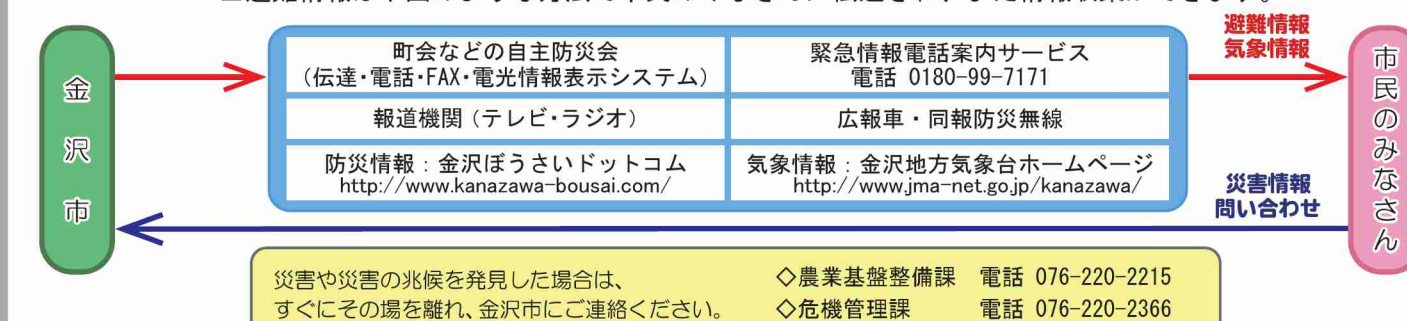 避難情報
気象情報
金沢市
町会などの自主防災会
(伝達・電話・FAX・電光情報表示システム)
緊急情報電話案内サービス
電話 0180-99-7171
報道機関(テレビ・ラジオ)
広報車・同報防災無線
防災情報:金沢ぼうさいドットコム
http://www.kanazawa-bousai.com/
気象情報:金沢地方気象台ホームページ
http://www.jma-net.go.jp/kanazawa/
市民のみなさん
災害情報
問い合わせ
災害や災害の兆候を発見した場合は、
すぐにその場を離れ、金沢市にご連絡ください。
◇農業基盤整備課 電話 076-220-2215
◇危機管理課 電話 076-220-2366